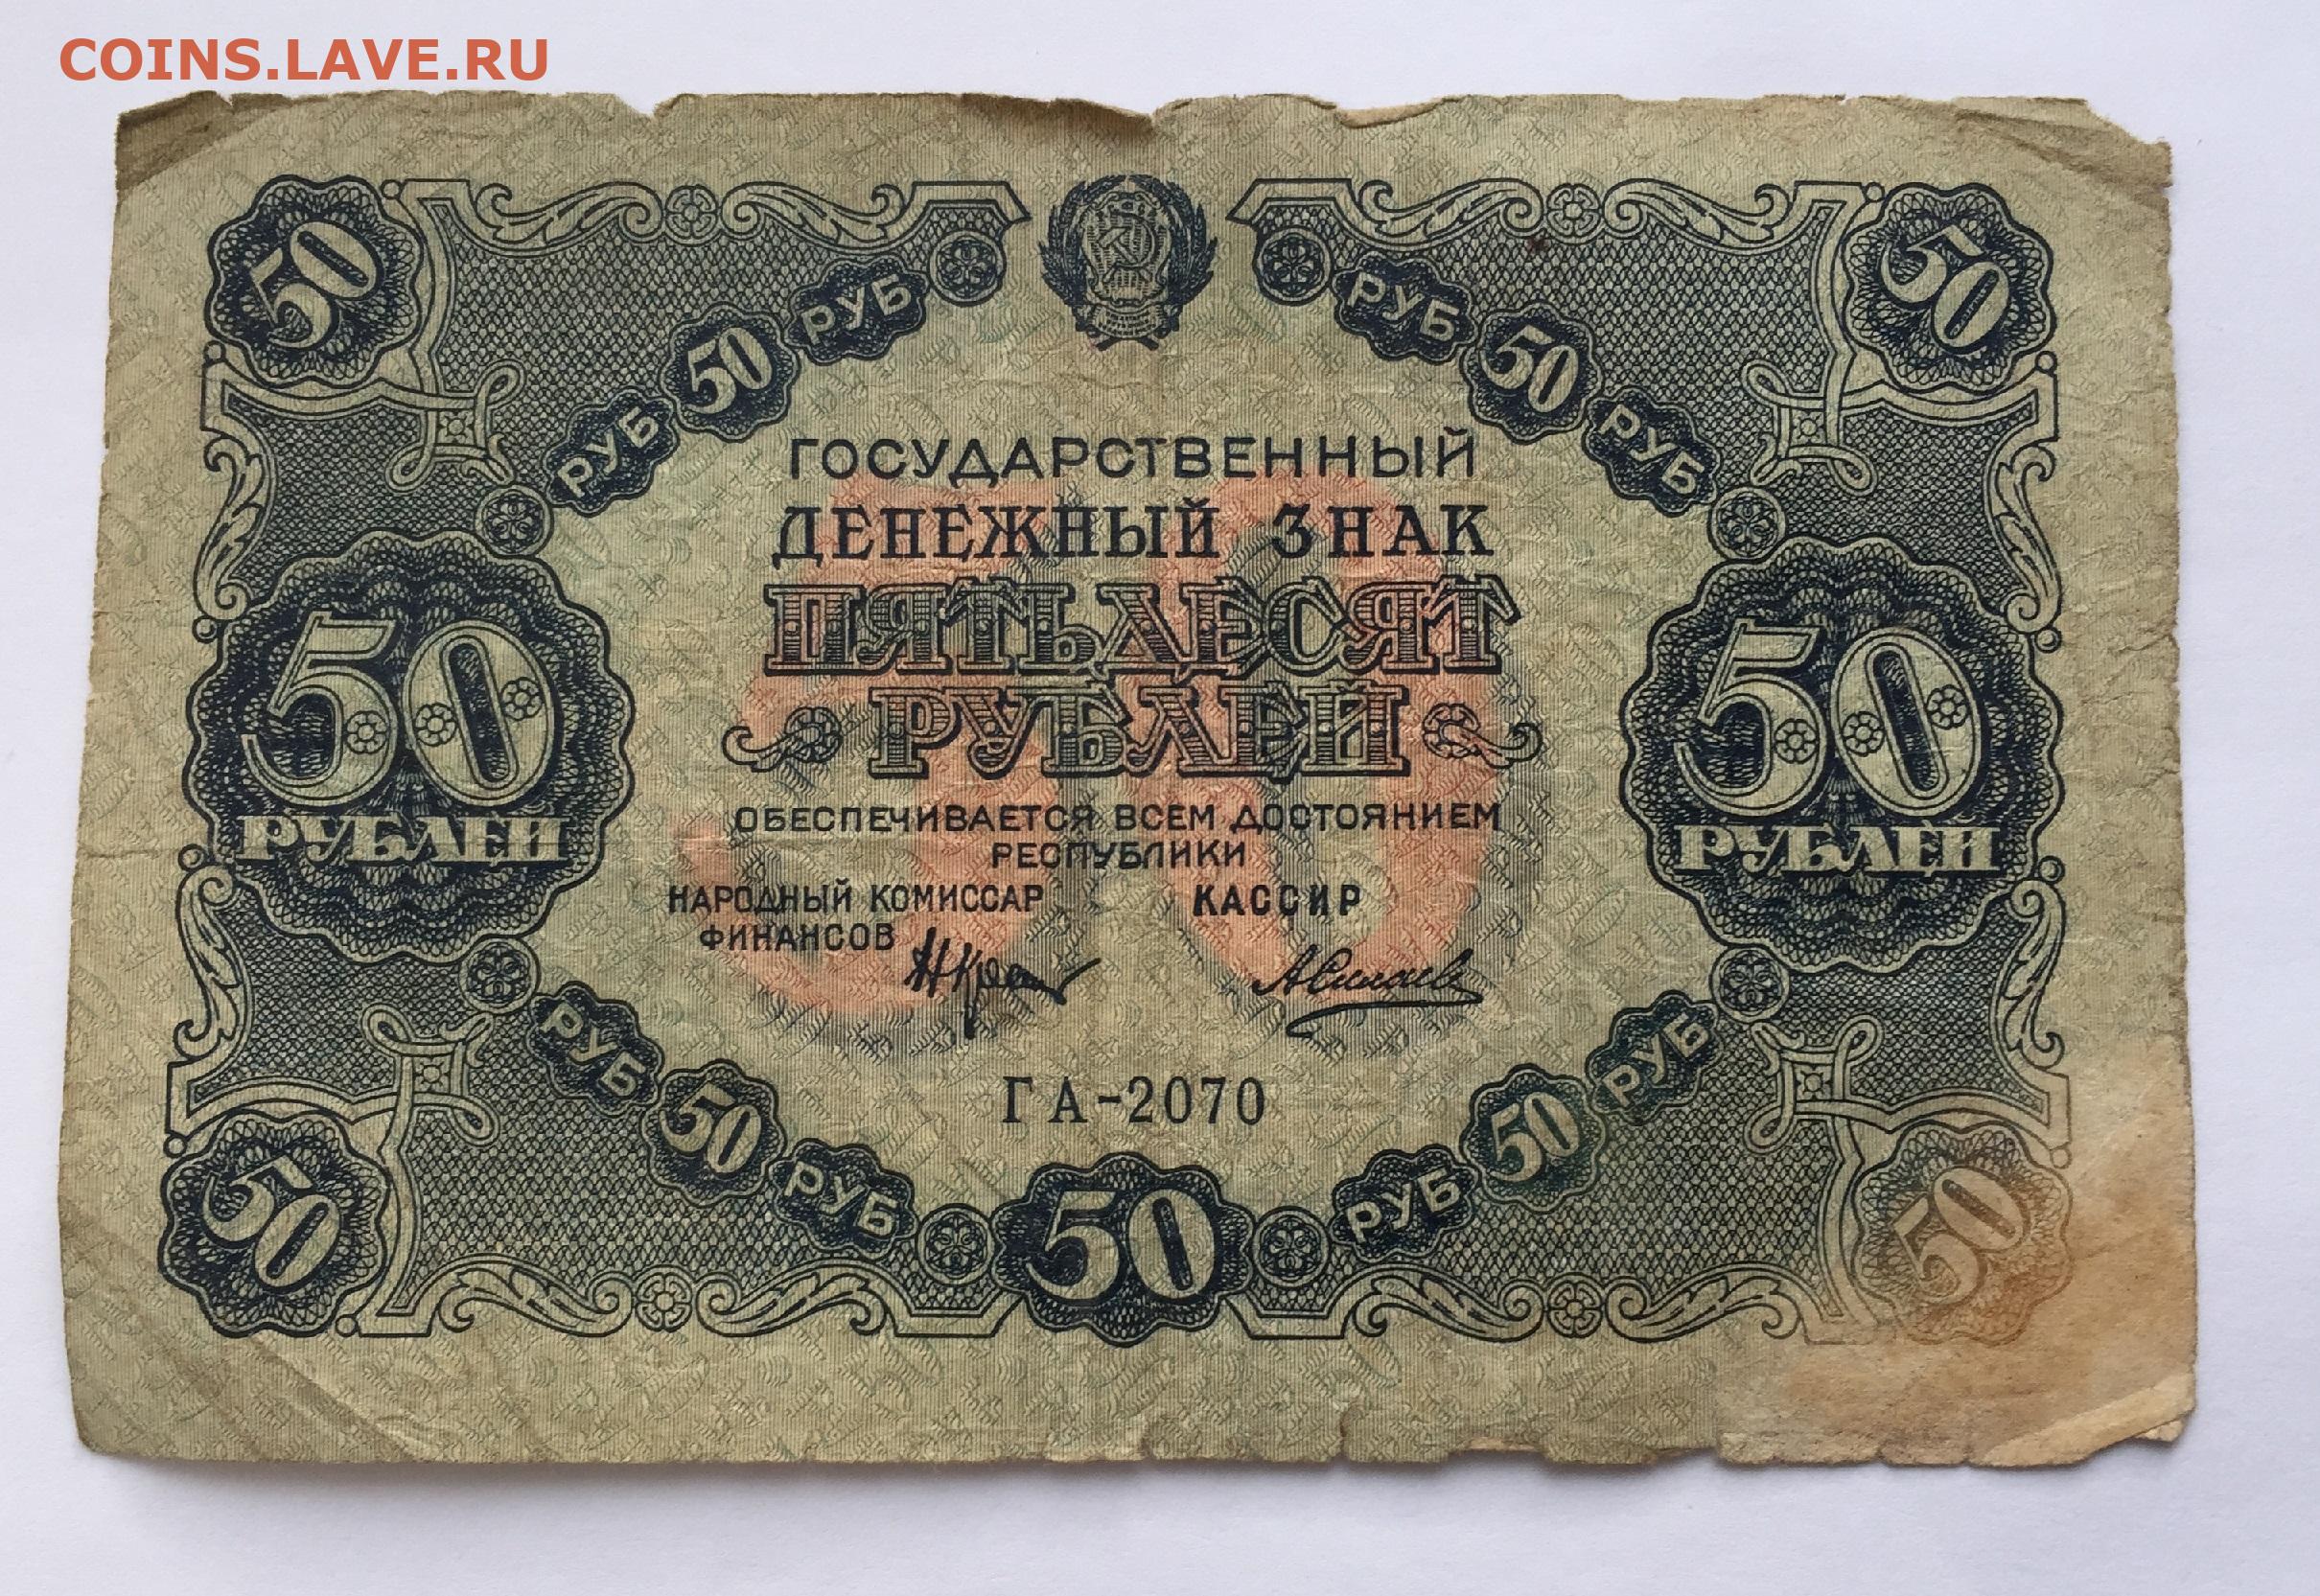 COINS.LAVE.RU
50 50
РУБ 50 РУБ РУБ 50 РУБ
ГОСУДАРСТВЕННЫЙ
ДЕНЕЖНЫЙ ЗНАК
ПЯТЬДЕСЯТ
РУБЛЕЙ
50 РУБЛЕЙ
50 РУБЛЕЙ
50
ОБЕСПЕЧИВАЕТСЯ ВСЕМ ДОСТОЯНИЕМ
РЕСПУБЛИКИ
НАРОДНЫЙ КОМИССАР КАССИР
ФИНАНСОВ
ГА-2070
РУБ 50 РУБ 50 РУБ 50 РУБ
50 50